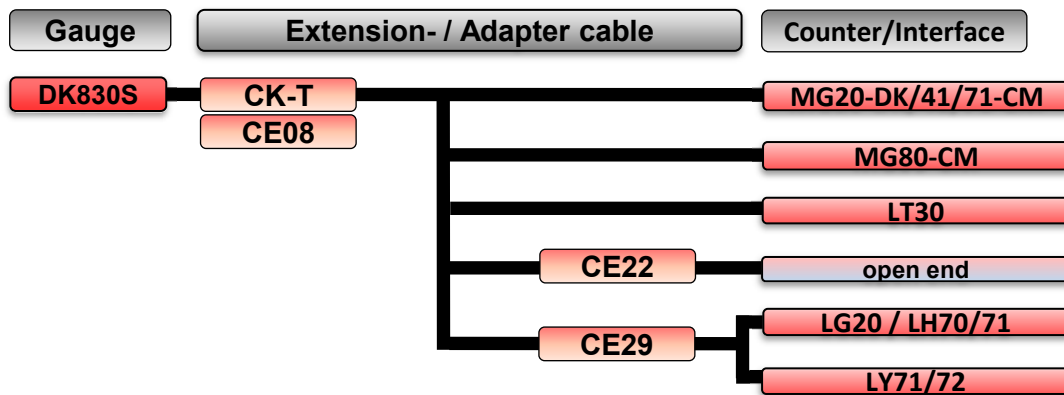 Gauge
Extension- / Adapter cable
Counter/Interface
DK830S
CK-T
MG20-DK/41/71-CM
CE08
MG80-CM
LT30
CE22
open end
LG20 / LH70/71
CE29
LY71/72